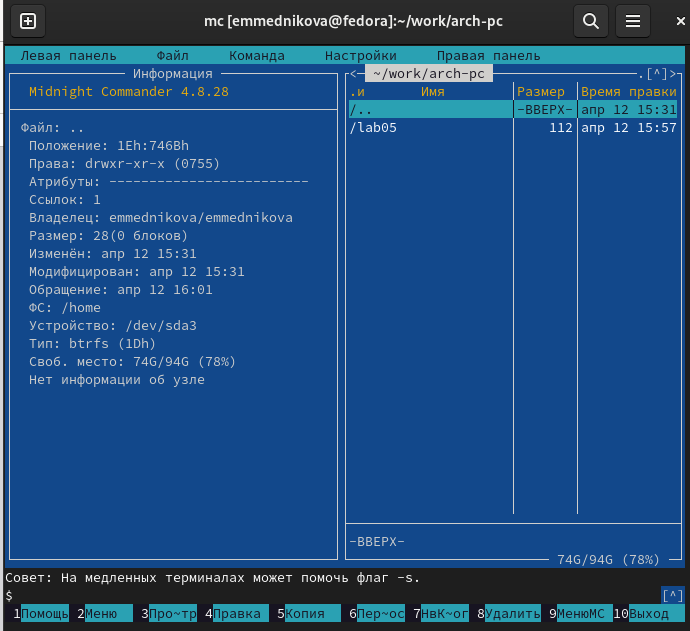 mc [emmednikova@fedora]:~/work/arch-pc
Левая панель Файл Команда Настройки Правая панель
Информация
Midnight Commander 4.8.28
Файл: ..
Положение: 1Eh:746Bh
Права: drwxr-xr-x (0755)
Атрибуты: -------------------------
Ссылок: 1
Владелец: emmednikova/emmednikova
Размер: 28(0 блоков)
Изменён: апр 12 15:31
Модифицирован: апр 12 15:31
Обращение: апр 12 16:01
ФС: /home
Устройство: /dev/sda3
Тип: btrfs (1Dh)
Своб. место: 74G/94G (78%)
Нет информации об узле
<- ~/work/arch-pc .[^]>
.и Имя Размер Время правки
/.. -ВВЕРХ- апр 12 15:31
/lab05 112 апр 12 15:57
-ВВЕРХ-
74G/94G (78%)
Совет: На медленных терминалах может помочь флаг -s.
$ [^]
1Помощь 2Меню 3Про~тр 4Правка 5Копия 6Пер~ос 7НвК~ог 8Удалить 9МенюMC 10Выход